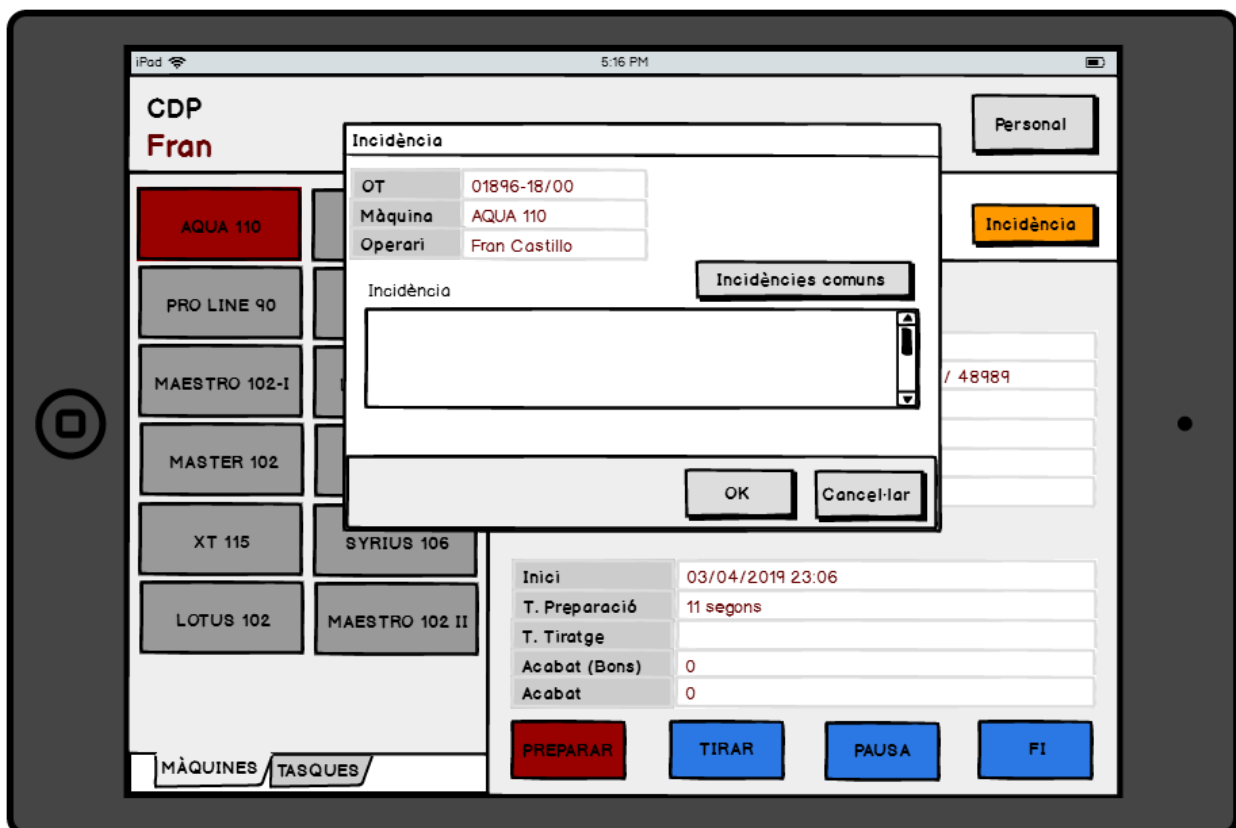 iPad 5:16 PM
CDP
Fran
Personal
Incidència
OT 01896-18/00
Màquina AQUA 110
Operari Fran Castillo
Incidències comuns
Incidència
OK
Cancel·lar
Incidència
AQUA 110
PRO LINE 90
MAESTRO 102-I
MASTER 102
XT 115
SYRIUS 106
LOTUS 102
MAESTRO 102 II
/ 48989
Inici 03/04/2019 23:06
T. Preparació 11 segons
T. Tiratge
Acabat (Bons) 0
Acabat 0
PREPARAR
TIRAR
PAUSA
FI
MÀQUINES
TASQUES